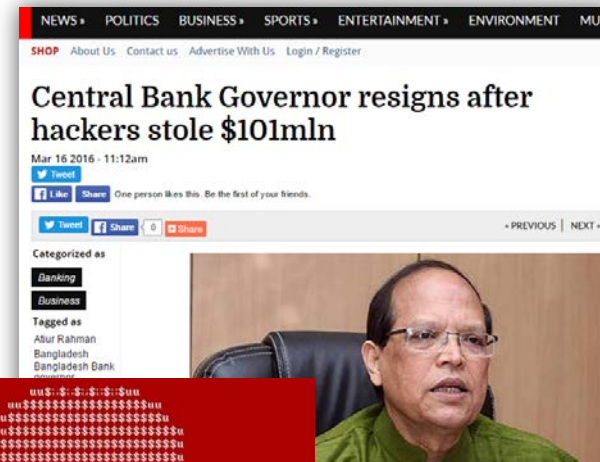 NEWS » POLITICS BUSINESS » SPORTS » ENTERTAINMENT » ENVIRONMENT MU
SHOP About Us Contact us Advertise With Us Login / Register
Central Bank Governor resigns after
hackers stole $101mln
Mar 16 2016 - 11:12am
Tweet
Like Share One person likes this. Be the first of your friends.
Tweet Share 0 Share « PREVIOUS | NEXT »
Categorized as
Banking
Business
Tagged as
Atiur Rahman
Bangladesh
Bangladesh Bank